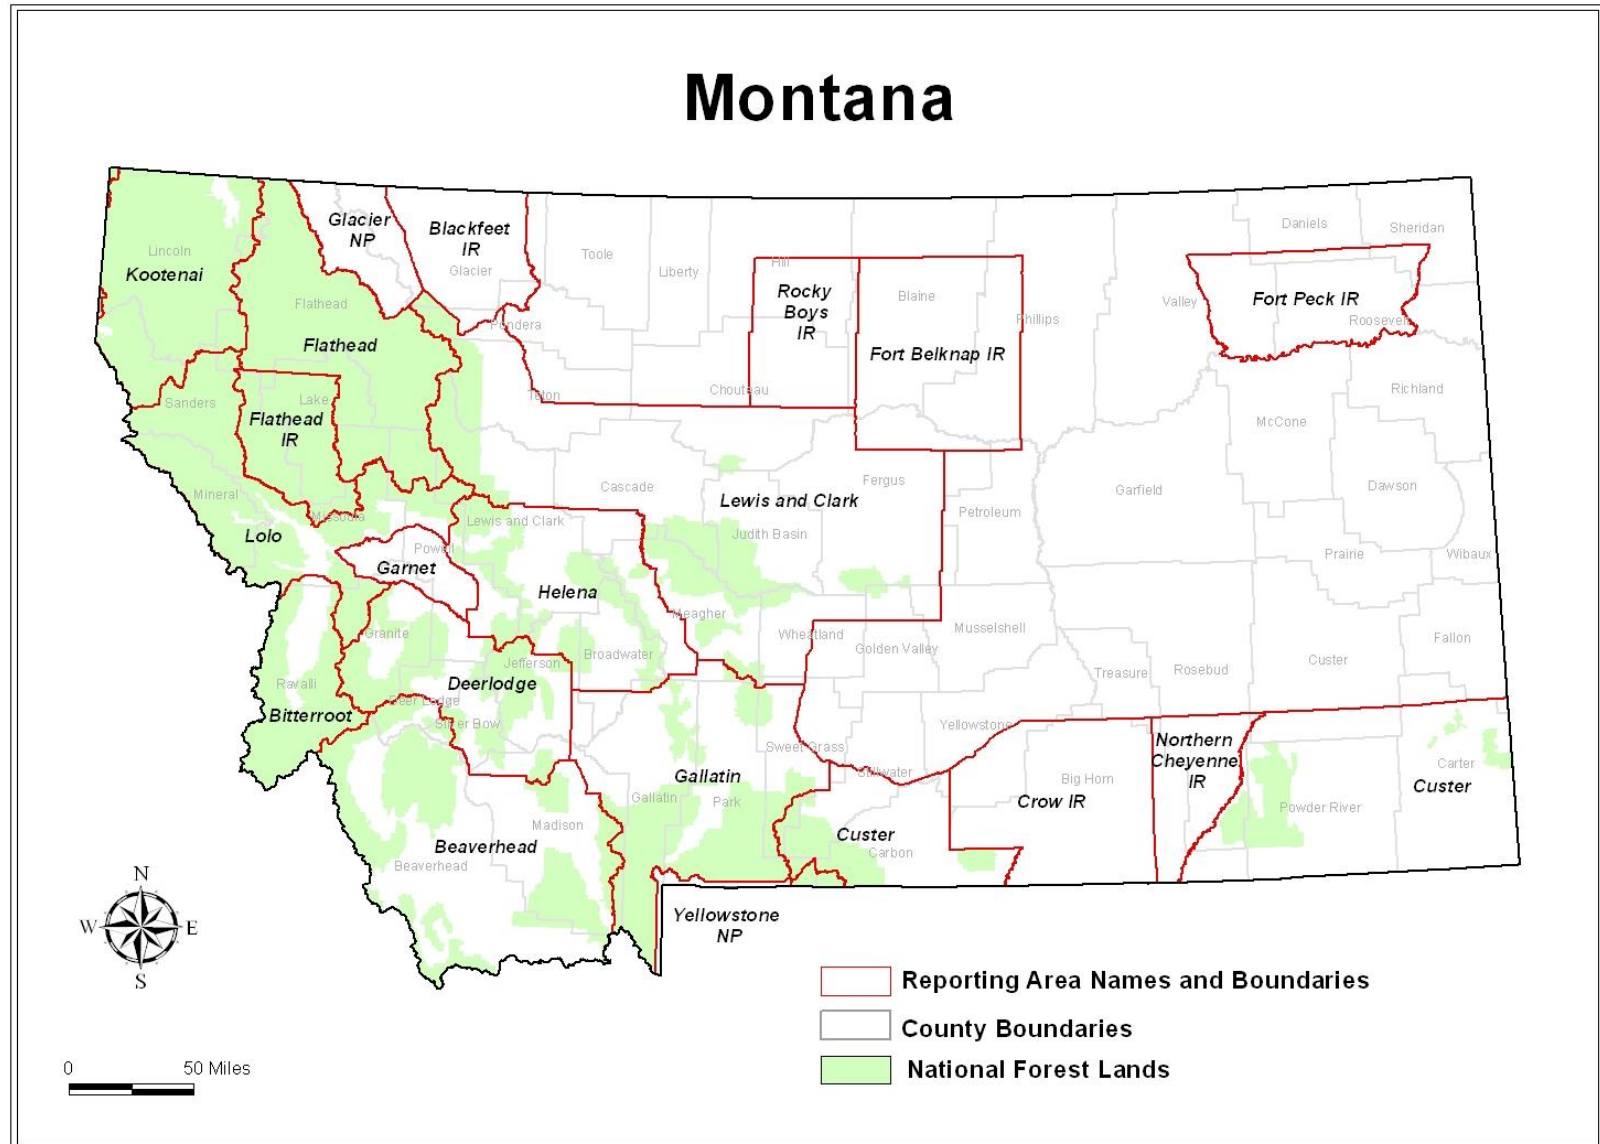 Montana
Glacier
NP
Blackfeet
IR
Glacier
Toole
Liberty
Hill
Blaine
Phillips
Valley
Daniels
Sheridan
Lincoln
Kootenai
Flathead
Flathead
Pondera
Rocky
Boys
IR
Fort Belknap IR
Fort Peck IR
Roosevelt
Sanders
Lake
Flathead
IR
Teton
Chouteau
Richland
McCone
Mineral
Missoula
Lolo
Lewis and Clark
Powell
Garnet
Cascade
Lewis and Clark
Fergus
Judith Basin
Petroleum
Garfield
Dawson
Prairie
Wibaux
Helena
Meagher
Wheatland
Golden Valley
Musselshell
Granite
Jefferson
Broadwater
Treasure
Rosebud
Custer
Fallon
Ravalli
Bitterroot
Deerlodge
Deer Lodge
Silver Bow
Sweet Grass
Yellowstone
Stillwater
Northern
Cheyenne
IR
Gallatin
Gallatin
Park
Big Horn
Crow IR
Carter
Custer
Powder River
Madison
Beaverhead
Beaverhead
Custer
Carbon
Yellowstone
NP
N
W
E
S
Reporting Area Names and Boundaries
County Boundaries
National Forest Lands
0
50 Miles